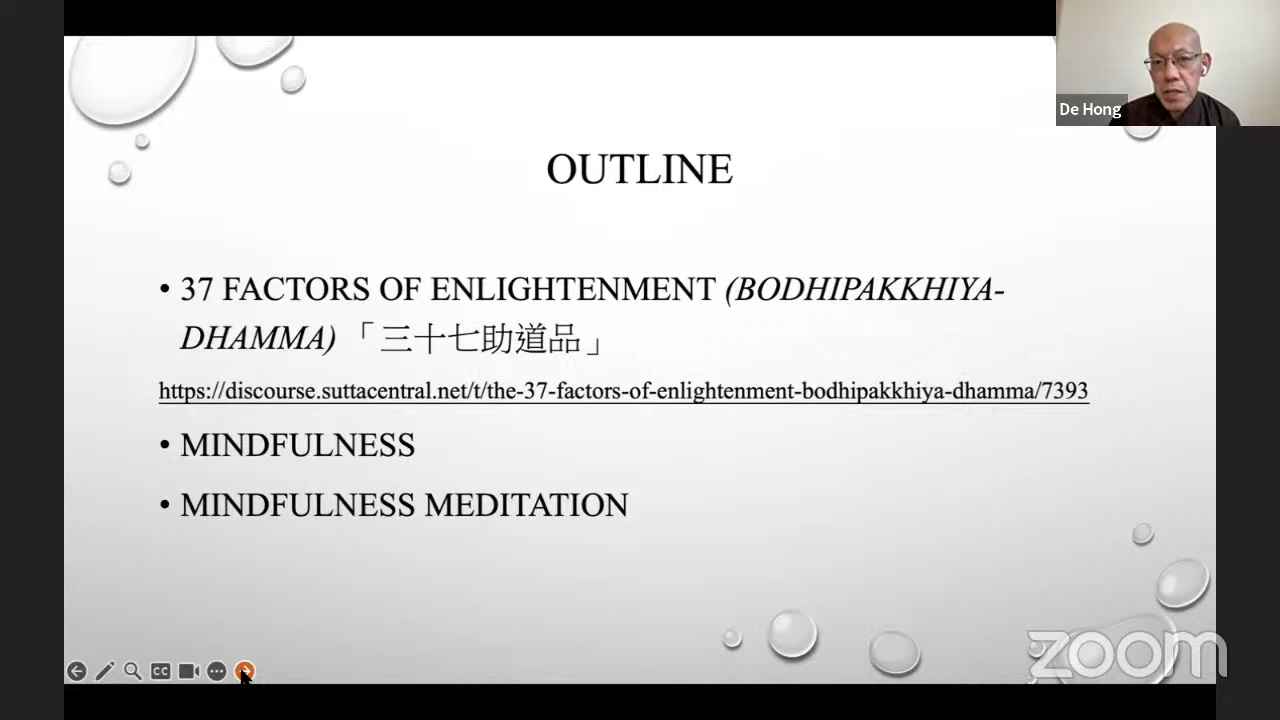 De Hong
OUTLINE
• 37 FACTORS OF ENLIGHTENMENT (BODHIPAKKHIYA-
DHAMMA) 「三十七助道品」
https://discourse.suttacentral.net/t/the-37-factors-of-enlightenment-bodhipakkhiya-dhamma/7393
• MINDFULNESS
• MINDFULNESS MEDITATION
CC
zoom